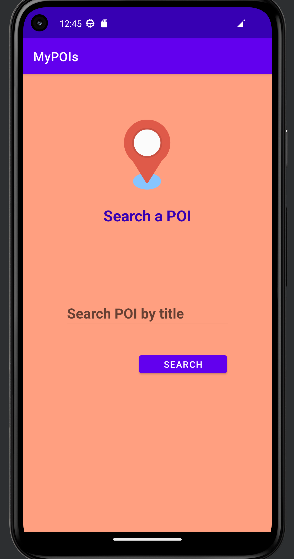 12:45
MyPOIs
Search a POI
Search POI by title
SEARCH